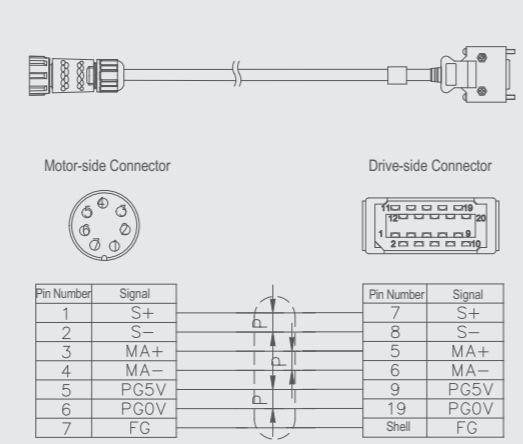 Motor-side Connector Drive-side Connector
4
5 3
6 2
7 1
11 19
12 20
1 9
2 10
Pin Number Signal Pin Number Signal
1 S+ 7 S+
2 S- P 8 S-
3 MA+ 5 MA+
4 MA- P 6 MA-
5 PG5V 9 PG5V
6 PG0V P 19 PG0V
7 FG Shell FG